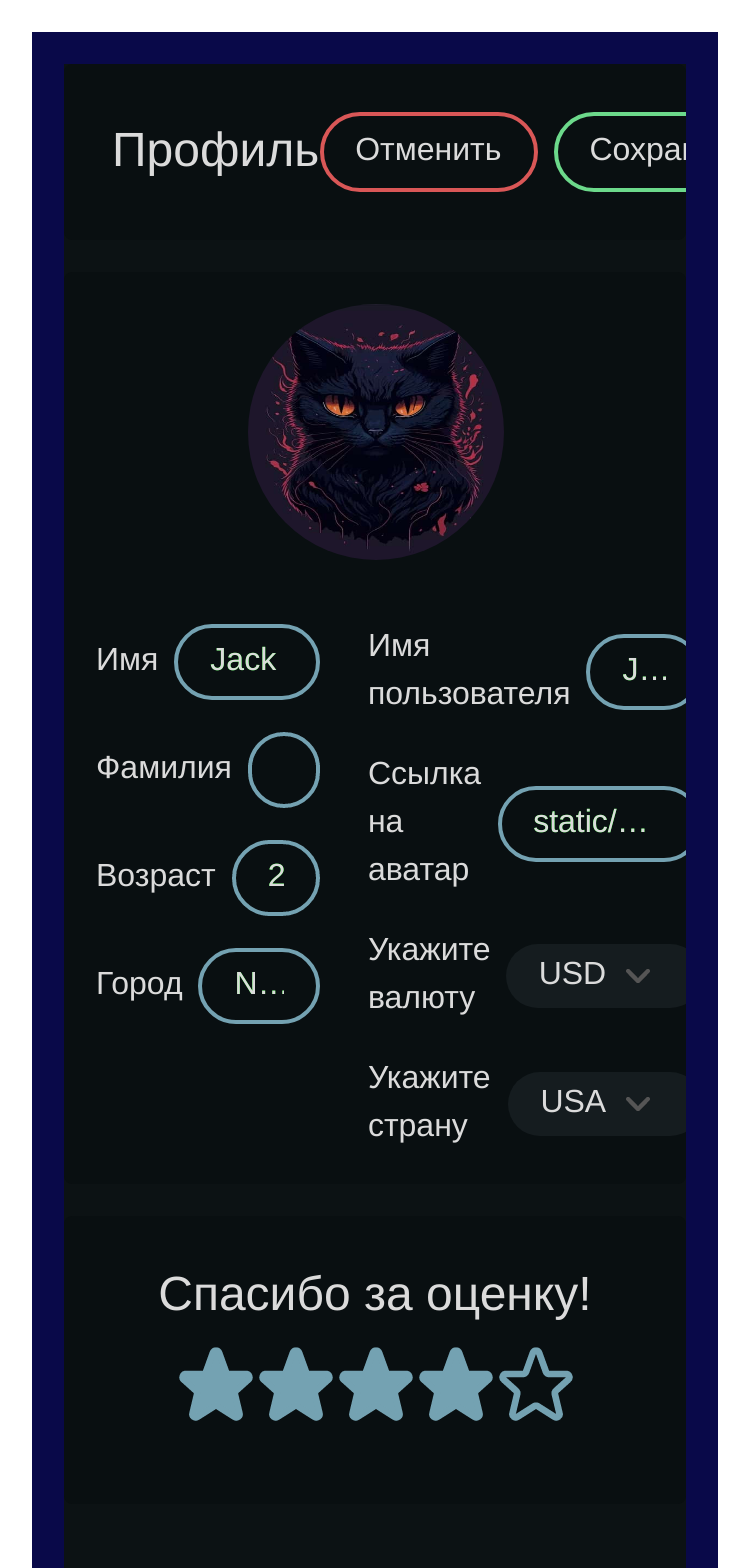 Профиль
Отменить
Сохра
Имя
Jack
Фамилия
Возраст
2
Город
N…
Имя
пользователя
J…
Ссылка
на
аватар
static/…
Укажите
валюту
USD
Укажите
страну
USA
Спасибо за оценку!